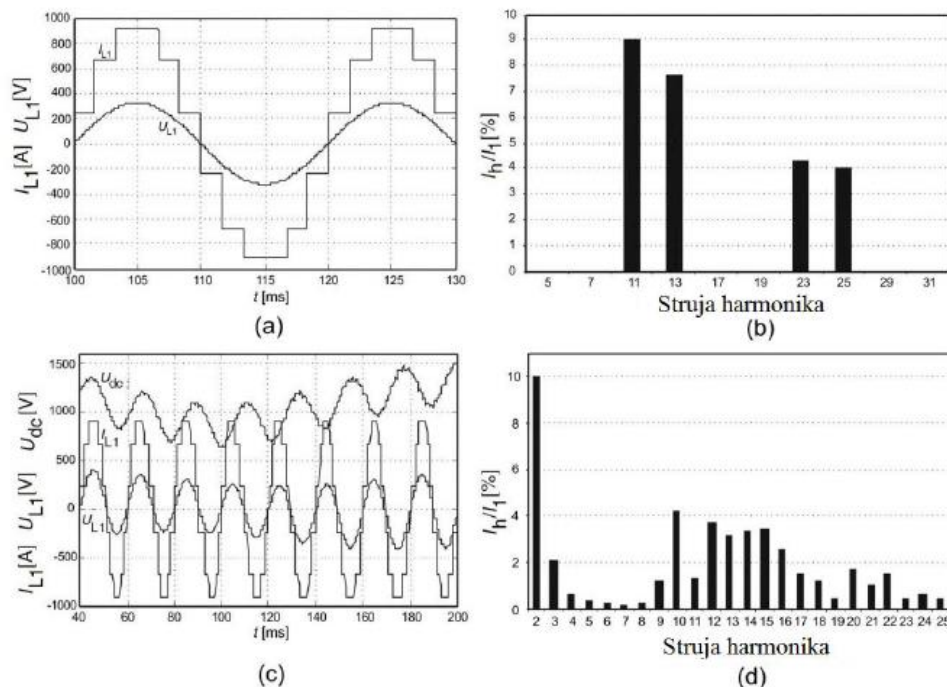 1000
800
600
400
200
0
-200
-400
-600
-800
-1000
I_L1[A] U_L1[V]
I_L1
U_L1
100 105 110 115 120 125 130
t [ms]
(a)
10
9
8
7
6
5
4
3
2
1
0
I_h/I_1[%]
5 7 11 13 17 19 23 25 29 31
Struja harmonika
(b)
1500
1000
500
0
-500
-1000
I_L1[A] U_L1[V] U_dc[V]
U_dc
I_L1
U_L1
40 60 80 100 120 140 160 180 200
t [ms]
(c)
10
8
6
4
2
0
I_h/I_1[%]
2 3 4 5 6 7 8 9 10 11 12 13 14 15 16 17 18 19 20 21 22 23 24 25
Struja harmonika
(d)